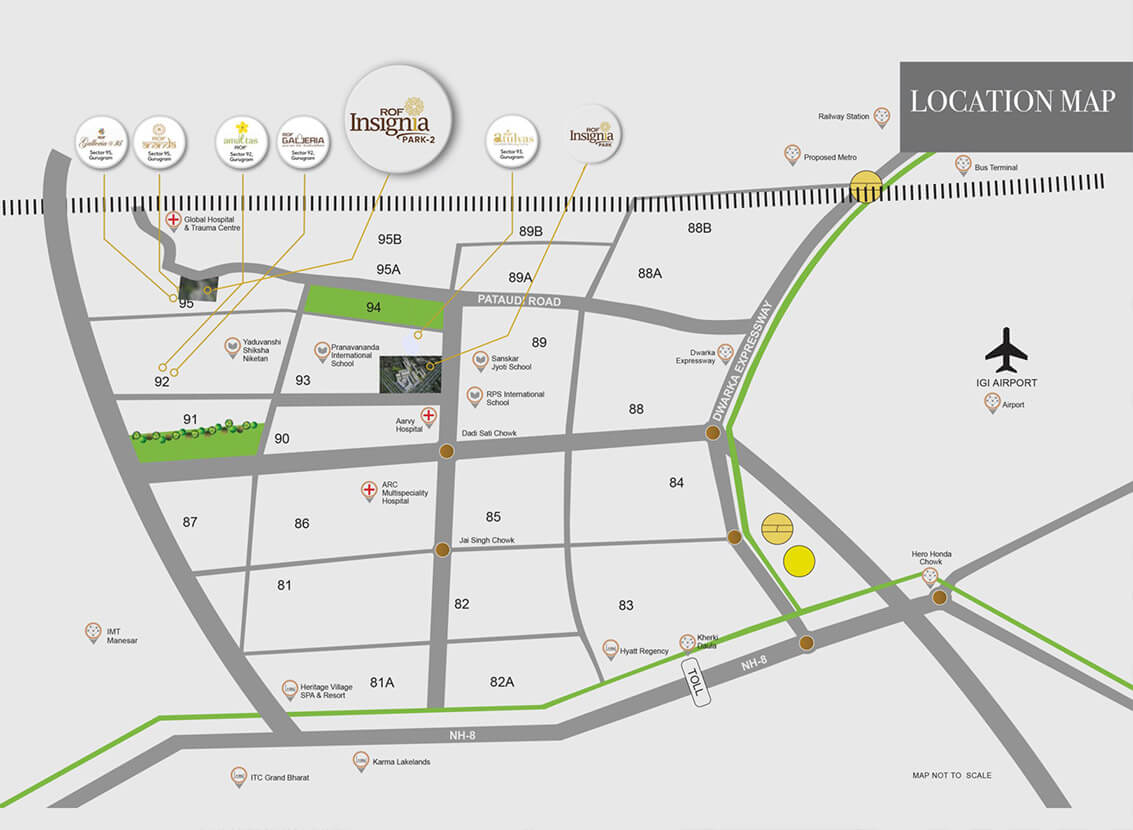 LOCATION MAP
Railway Station
Proposed Metro
Bus Terminal
ROF
Galleria @ 95
Sector 95,
Gurugram
ROF
ananda
Sector 95,
Gurugram
amaltas
ROF
Sector 92,
Gurugram
ROF
GALLERIA
Sector 92,
Gurugram
ROF
Insignia
PARK-2
Sector 93,
Gurugram
ROF
Insignia
PARK
Global Hospital
& Trauma Centre
95B
95A
89B
88B
89A
88A
PATAUDI ROAD
95
94
DWARKA EXPRESSWAY
Yaduvanshi
Shiksha
Niketan
Pranavananda
International
School
Sanskar
Jyoti School
89
Dwarka
Expressway
IGI AIRPORT
Airport
92
93
RPS International
School
88
91
90
Aarvy
Hospital
Dadi Sati Chowk
ARC
Multispeciality
Hospital
84
87
86
85
Jai Singh Chowk
Hero Honda
Chowk
81
82
83
IMT
Manesar
Hyatt Regency
Kherki
Daula
TOLL
NH-8
Heritage Village
SPA & Resort
81A
82A
NH-8
Karma Lakelands
ITC Grand Bharat
MAP NOT TO SCALE